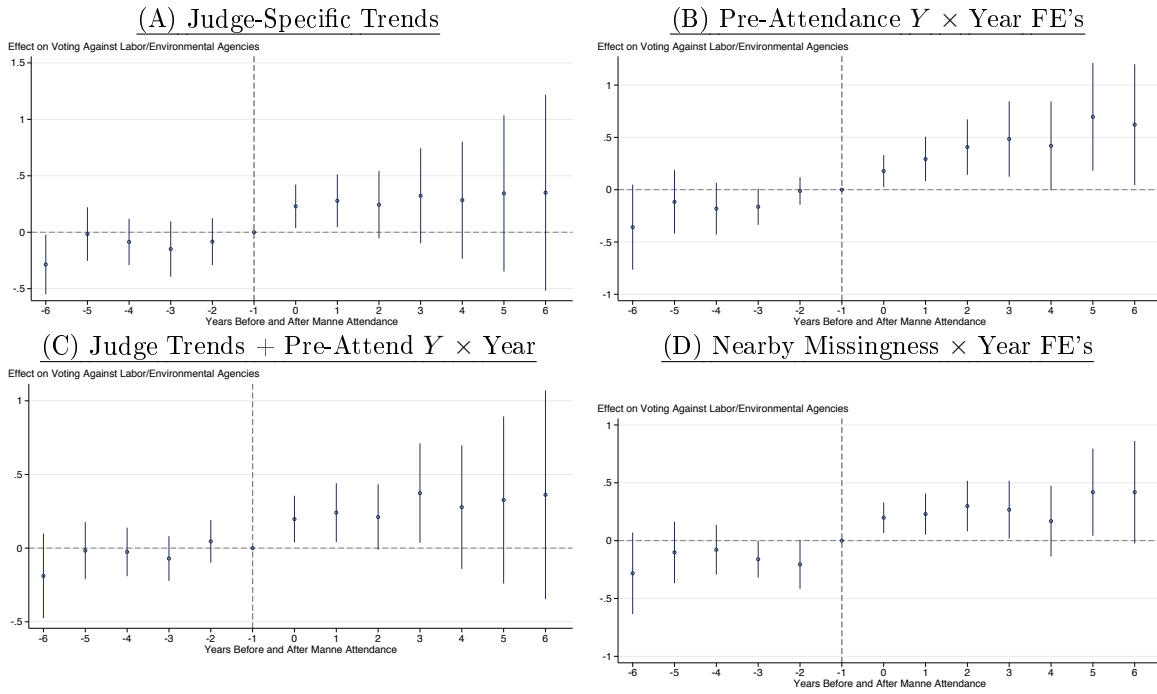 (A) Judge-Specific Trends
Effect on Voting Against Labor/Environmental Agencies
1.5
1
.5
0
-.5
-6 -5 -4 -3 -2 -1 0 1 2 3 4 5 6
Years Before and After Manne Attendance
(B) Pre-Attendance Y × Year FE's
Effect on Voting Against Labor/Environmental Agencies
1
.5
0
-.5
-1
-6 -5 -4 -3 -2 -1 0 1 2 3 4 5 6
Years Before and After Manne Attendance
(C) Judge Trends + Pre-Attend Y × Year
Effect on Voting Against Labor/Environmental Agencies
1
.5
0
-.5
-6 -5 -4 -3 -2 -1 0 1 2 3 4 5 6
Years Before and After Manne Attendance
(D) Nearby Missingness × Year FE's
Effect on Voting Against Labor/Environmental Agencies
1
.5
0
-.5
-1
-6 -5 -4 -3 -2 -1 0 1 2 3 4 5 6
Years Before and After Manne Attendance